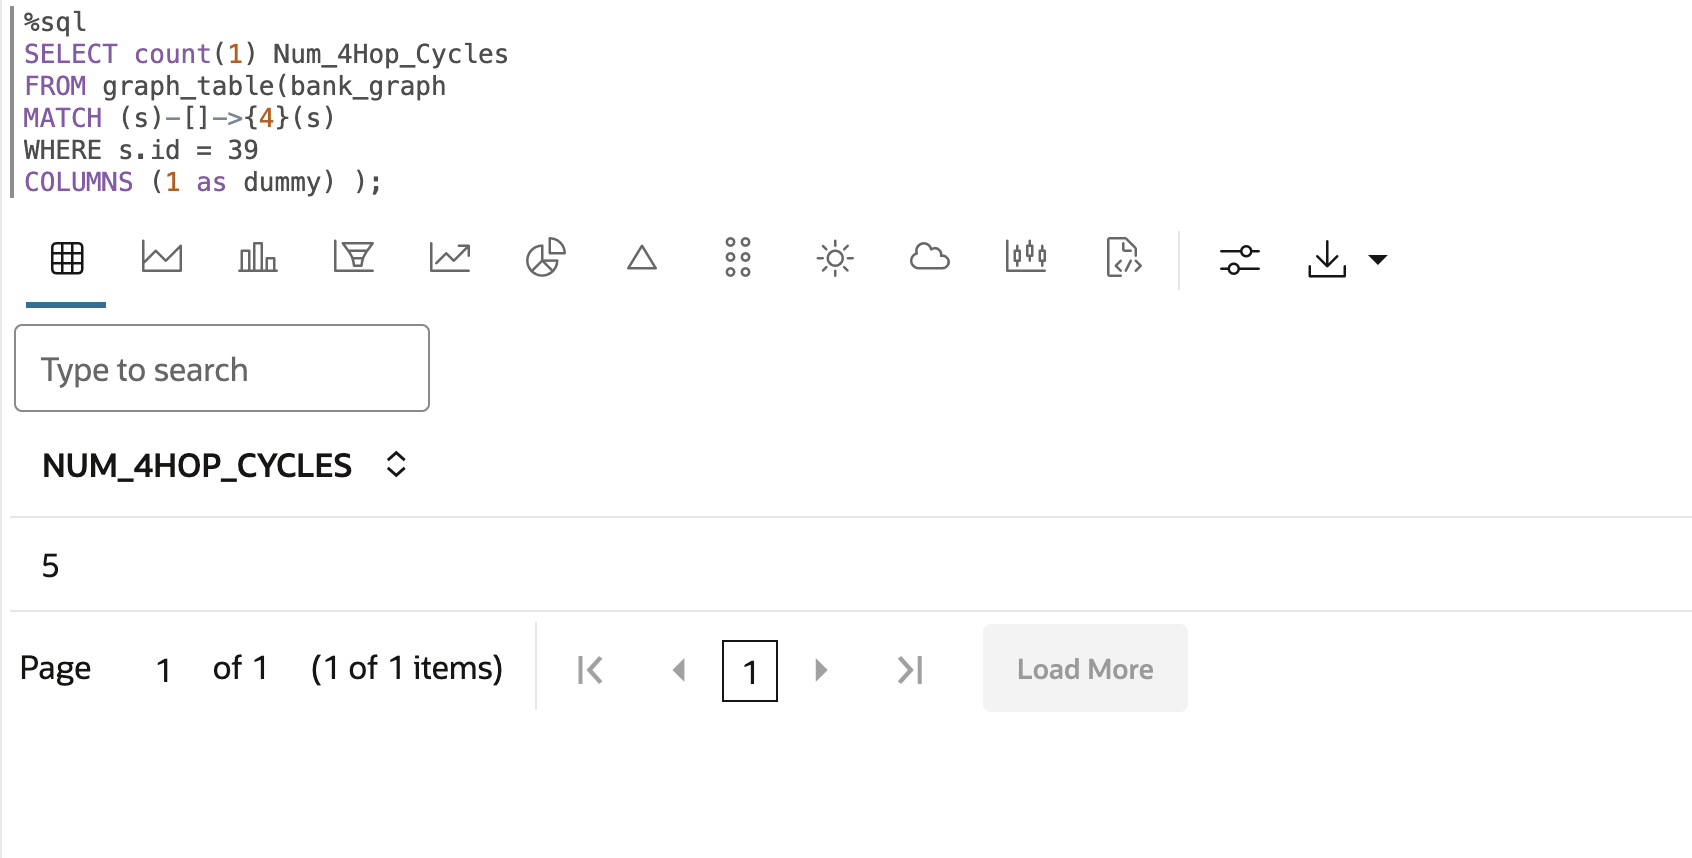 %sql
SELECT count(1) Num_4Hop_Cycles
FROM graph_table(bank_graph
MATCH (s)-[]->{4}(s)
WHERE s.id = 39
COLUMNS (1 as dummy) );
Type to search
NUM_4HOP_CYCLES
5
Page 1 of 1 (1 of 1 items) 1 Load More